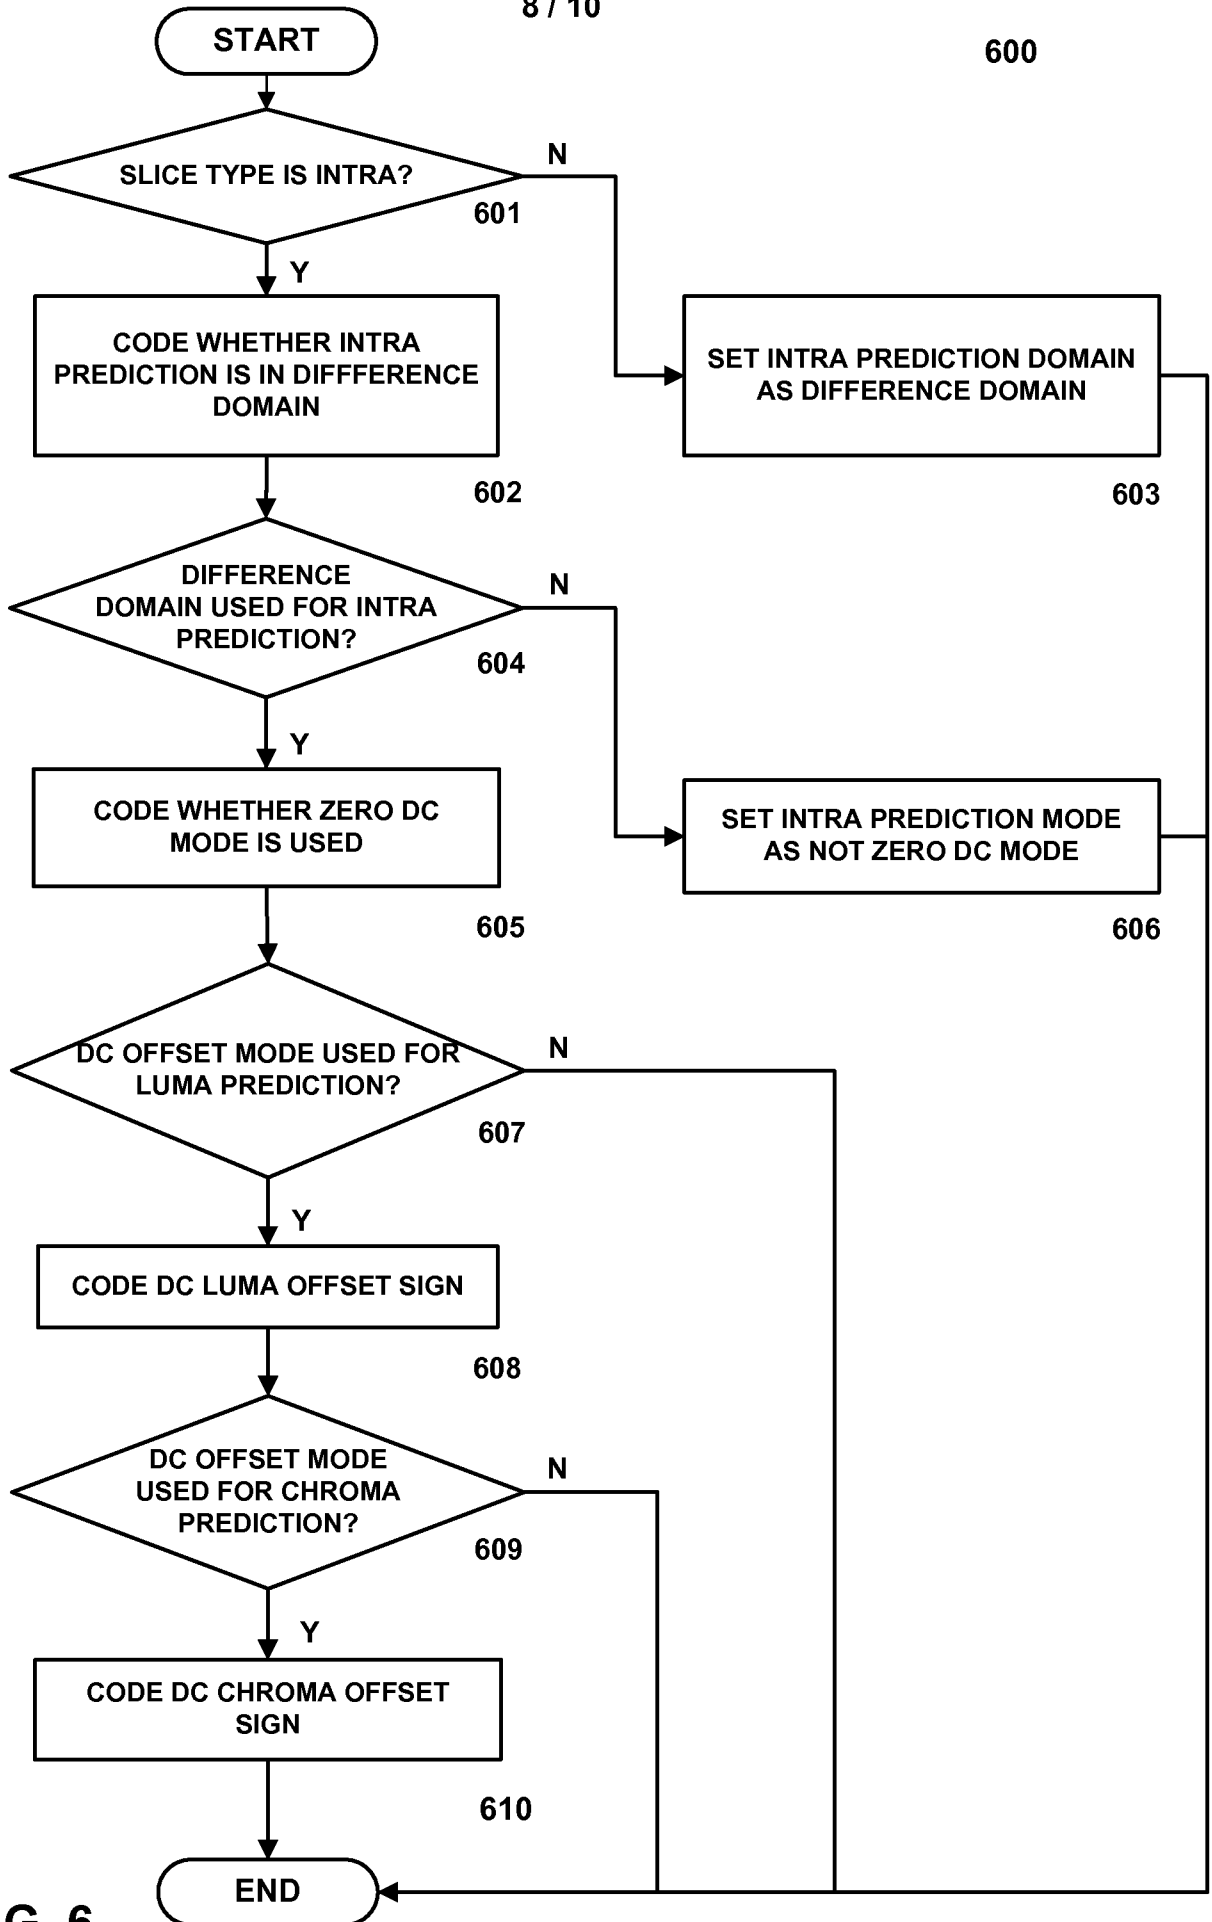 8 / 10
START
600
SLICE TYPE IS INTRA?
N
601
Y
CODE WHETHER INTRA
PREDICTION IS IN DIFFFERENCE
DOMAIN
SET INTRA PREDICTION DOMAIN
AS DIFFERENCE DOMAIN
602
603
DIFFERENCE
DOMAIN USED FOR INTRA
PREDICTION?
N
604
Y
CODE WHETHER ZERO DC
MODE IS USED
SET INTRA PREDICTION MODE
AS NOT ZERO DC MODE
605
606
DC OFFSET MODE USED FOR
LUMA PREDICTION?
N
607
Y
CODE DC LUMA OFFSET SIGN
608
DC OFFSET MODE
USED FOR CHROMA
PREDICTION?
N
609
Y
CODE DC CHROMA OFFSET
SIGN
610
END
G. 6